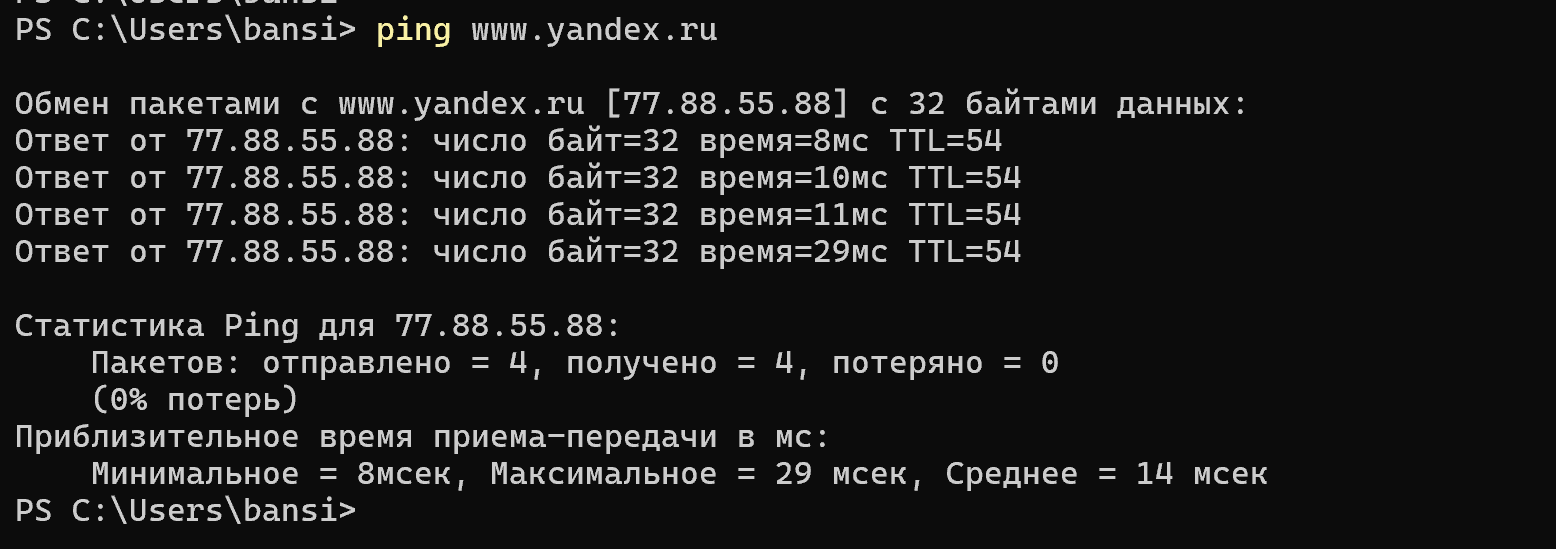 PS C:\Users\bansi>
PS C:\Users\bansi> ping www.yandex.ru
Обмен пакетами с www.yandex.ru [77.88.55.88] с 32 байтами данных:
Ответ от 77.88.55.88: число байт=32 время=8мс TTL=54
Ответ от 77.88.55.88: число байт=32 время=10мс TTL=54
Ответ от 77.88.55.88: число байт=32 время=11мс TTL=54
Ответ от 77.88.55.88: число байт=32 время=29мс TTL=54
Статистика Ping для 77.88.55.88:
    Пакетов: отправлено = 4, получено = 4, потеряно = 0
    (0% потерь)
Приблизительное время приема-передачи в мс:
    Минимальное = 8мсек, Максимальное = 29 мсек, Среднее = 14 мсек
PS C:\Users\bansi>